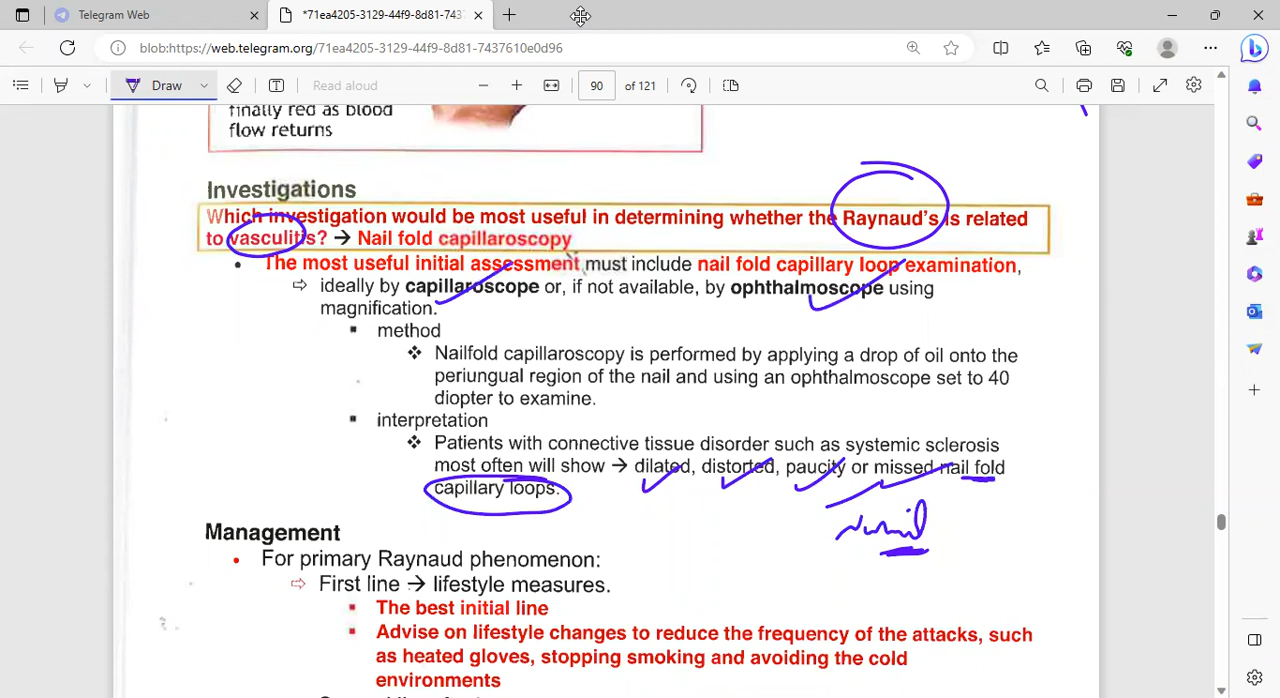 Telegram Web
*71ea4205-3129-44f9-8d81-7437
blob:https://web.telegram.org/71ea4205-3129-44f9-8d81-7437610e0d96
Draw
Read aloud
90
of 121
finally red as blood
flow returns
Investigations
Which investigation would be most useful in determining whether the Raynaud's is related
to vasculitis? → Nail fold capillaroscopy
• The most useful initial assessment must include nail fold capillary loop examination,
⇨ ideally by capillaroscope or, if not available, by ophthalmoscope using
magnification.
▪ method
❖ Nailfold capillaroscopy is performed by applying a drop of oil onto the
periungual region of the nail and using an ophthalmoscope set to 40
diopter to examine.
▪ interpretation
❖ Patients with connective tissue disorder such as systemic sclerosis
most often will show → dilated, distorted, paucity or missed nail fold
capillary loops.
Management
• For primary Raynaud phenomenon:
⇨ First line → lifestyle measures.
▪ The best initial line
▪ Advise on lifestyle changes to reduce the frequency of the attacks, such
as heated gloves, stopping smoking and avoiding the cold
environments